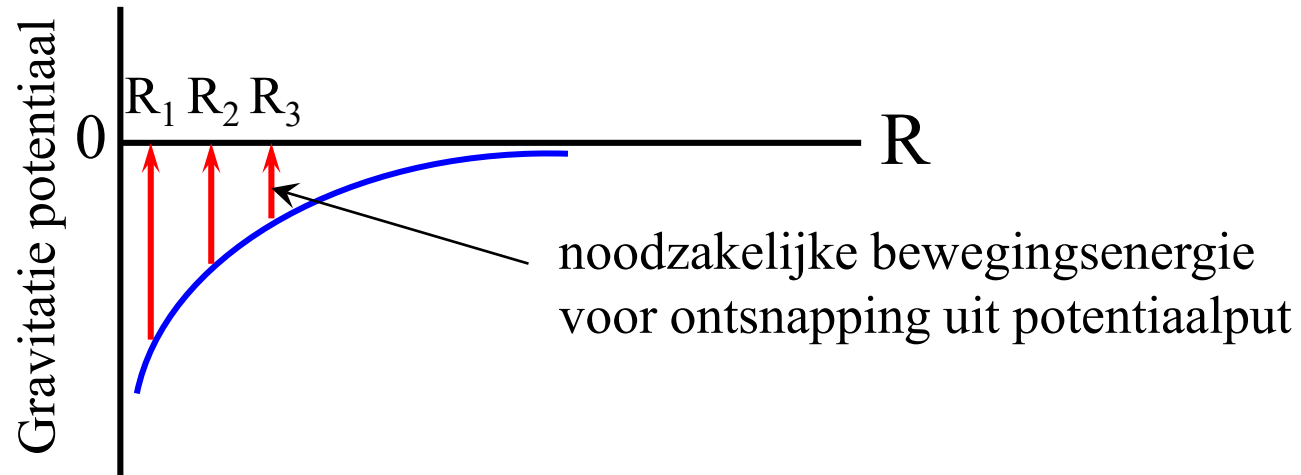 Gravitatie potentiaal
R1 R2 R3
0
R
noodzakelijke bewegingsenergie
voor ontsnapping uit potentiaalput